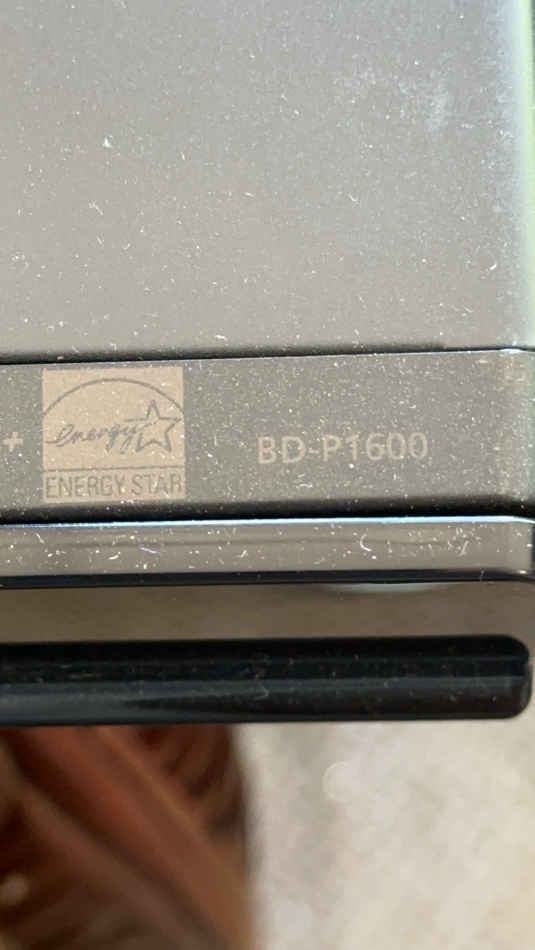 +
energy
ENERGY STAR
BD-P1600